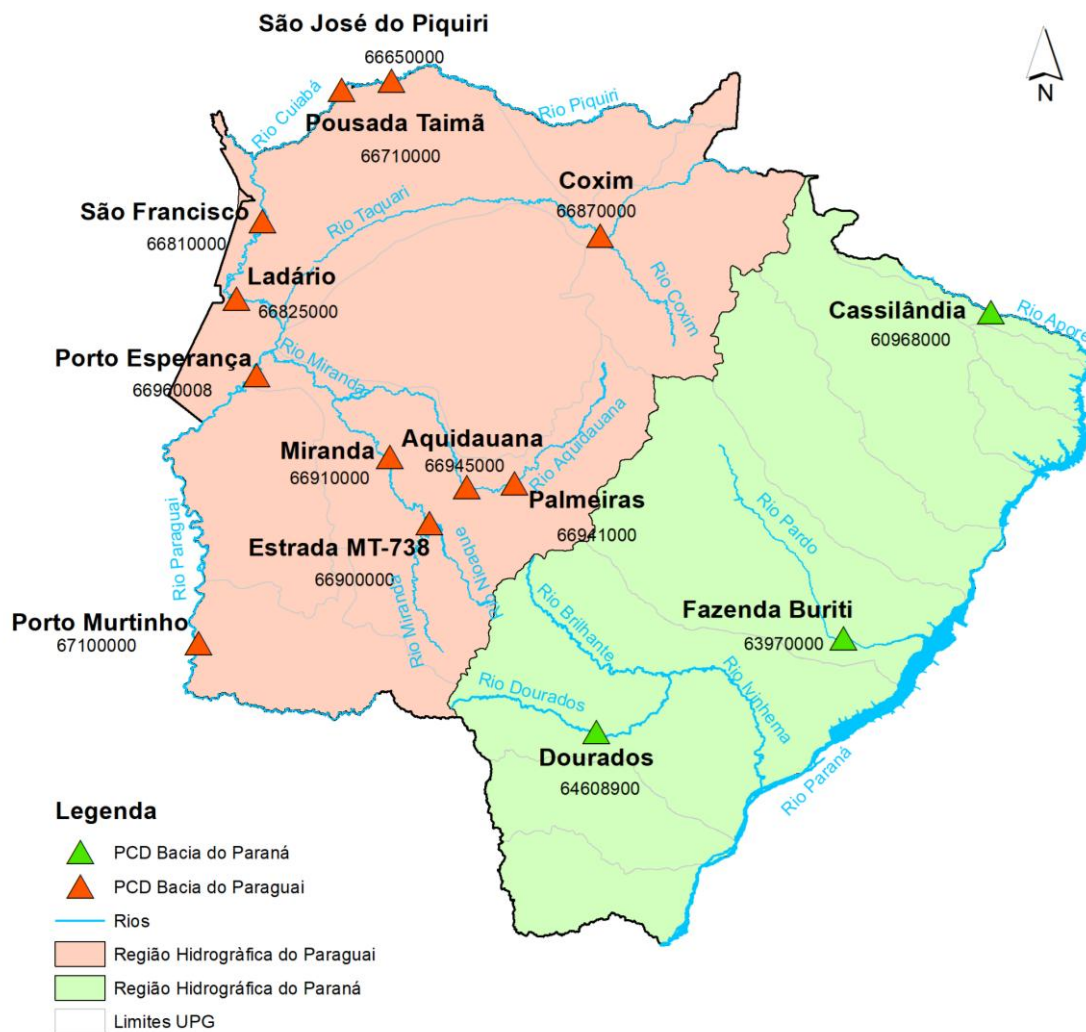 São José do Piquiri
66650000
N
Rio Cuiabá
Rio Piquiri
Pousada Taimã
66710000
Coxim
66870000
São Francisco
66810000
Rio Taquari
Ladário
66825000
Rio Coxim
Cassilândia
60968000
Rio Aporé
Porto Esperança
66960008
Rio Miranda
Miranda
66910000
Aquidauana
66945000
Rio Aquidauana
Palmeiras
66941000
Rio Paraguai
Estrada MT-738
66900000
Rio Nioaque
Rio Miranda
Rio Pardo
Porto Murtinho
67100000
Rio Brilhante
Fazenda Buriti
63970000
Rio Dourados
Rio Ivinhema
Dourados
64608900
Rio Paraná
Legenda
PCD Bacia do Paraná
PCD Bacia do Paraguai
Rios
Região Hidrogràfica do Paraguai
Região Hidrográfica do Paraná
Limites UPG